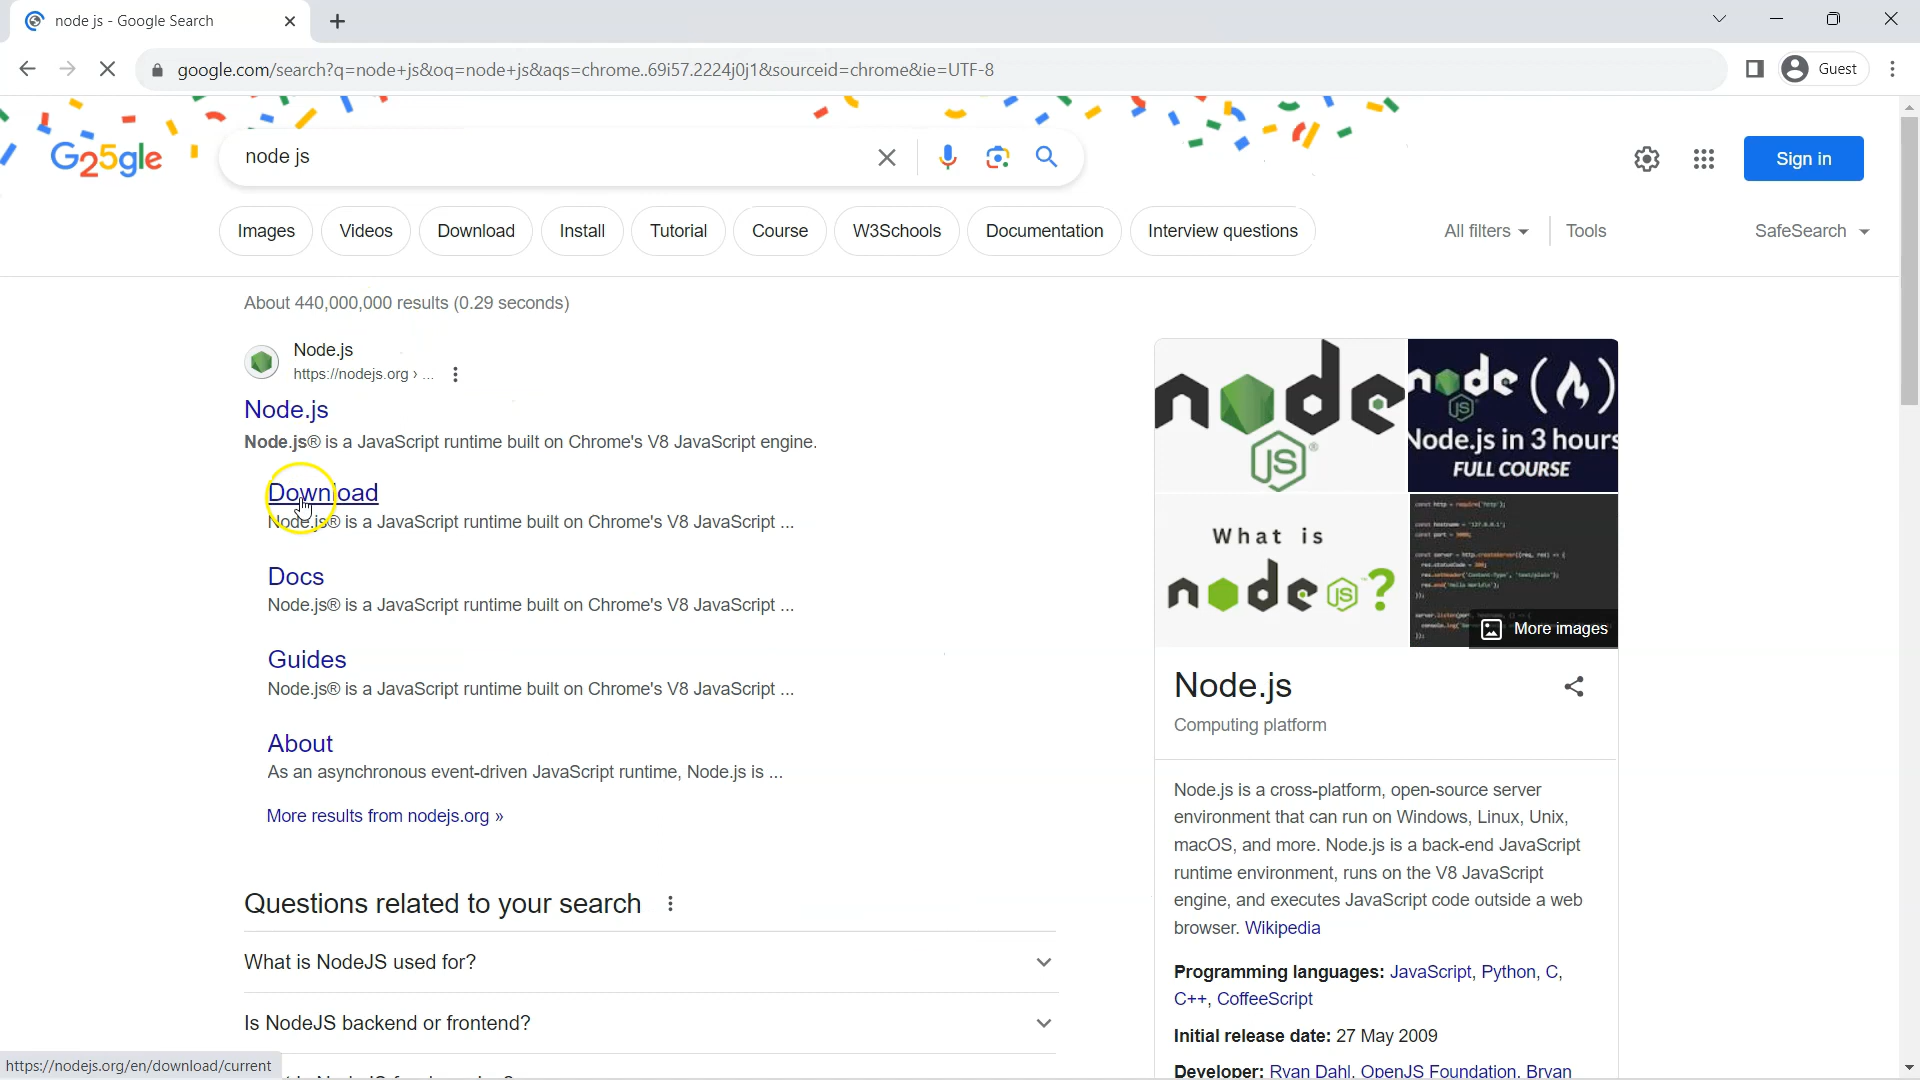 node js - Google Search
google.com/search?q=node+js&oq=node+js&aqs=chrome..69i57.2224j0j1&sourceid=chrome&ie=UTF-8
Guest
G25gle
node js
Sign in
Images
Videos
Download
Install
Tutorial
Course
W3Schools
Documentation
Interview questions
All filters
Tools
SafeSearch
About 440,000,000 results (0.29 seconds)
Node.js
https://nodejs.org › ...
Node.js
Node.js® is a JavaScript runtime built on Chrome's V8 JavaScript engine.
Download
Node.js® is a JavaScript runtime built on Chrome's V8 JavaScript ...
Docs
Node.js® is a JavaScript runtime built on Chrome's V8 JavaScript ...
Guides
Node.js® is a JavaScript runtime built on Chrome's V8 JavaScript ...
About
As an asynchronous event-driven JavaScript runtime, Node.js is ...
More results from nodejs.org »
Questions related to your search
What is NodeJS used for?
Is NodeJS backend or frontend?
https://nodejs.org/en/download/current
node
JS
node
JS
Node.js in 3 hours
FULL COURSE
What is
node JS ?
More images
Node.js
Computing platform
Node.js is a cross-platform, open-source server
environment that can run on Windows, Linux, Unix,
macOS, and more. Node.js is a back-end JavaScript
runtime environment, runs on the V8 JavaScript
engine, and executes JavaScript code outside a web
browser. Wikipedia
Programming languages: JavaScript, Python, C,
C++, CoffeeScript
Initial release date: 27 May 2009
Developer: Ryan Dahl, OpenJS Foundation, Bryan